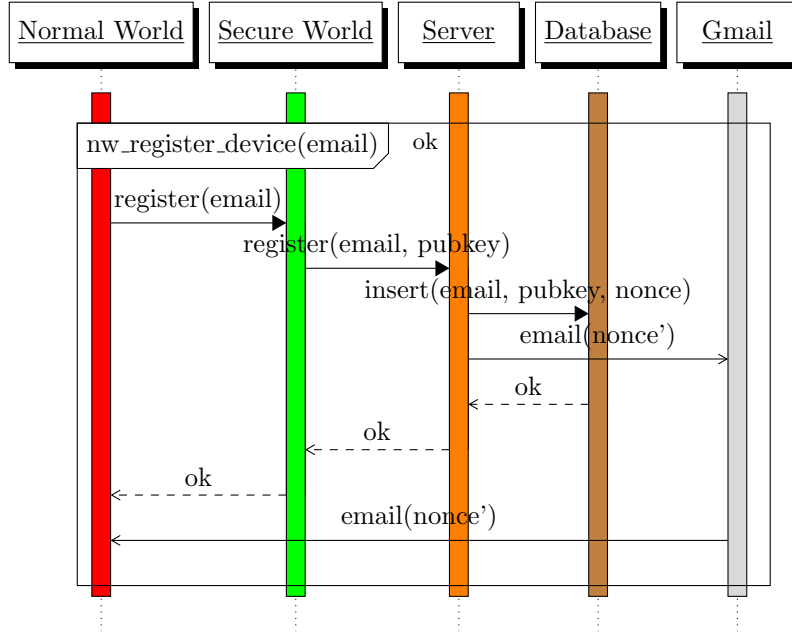 Normal World
Secure World
Server
Database
Gmail
nw_register_device(email)
ok
register(email)
register(email, pubkey)
insert(email, pubkey, nonce)
email(nonce')
ok
ok
ok
email(nonce')